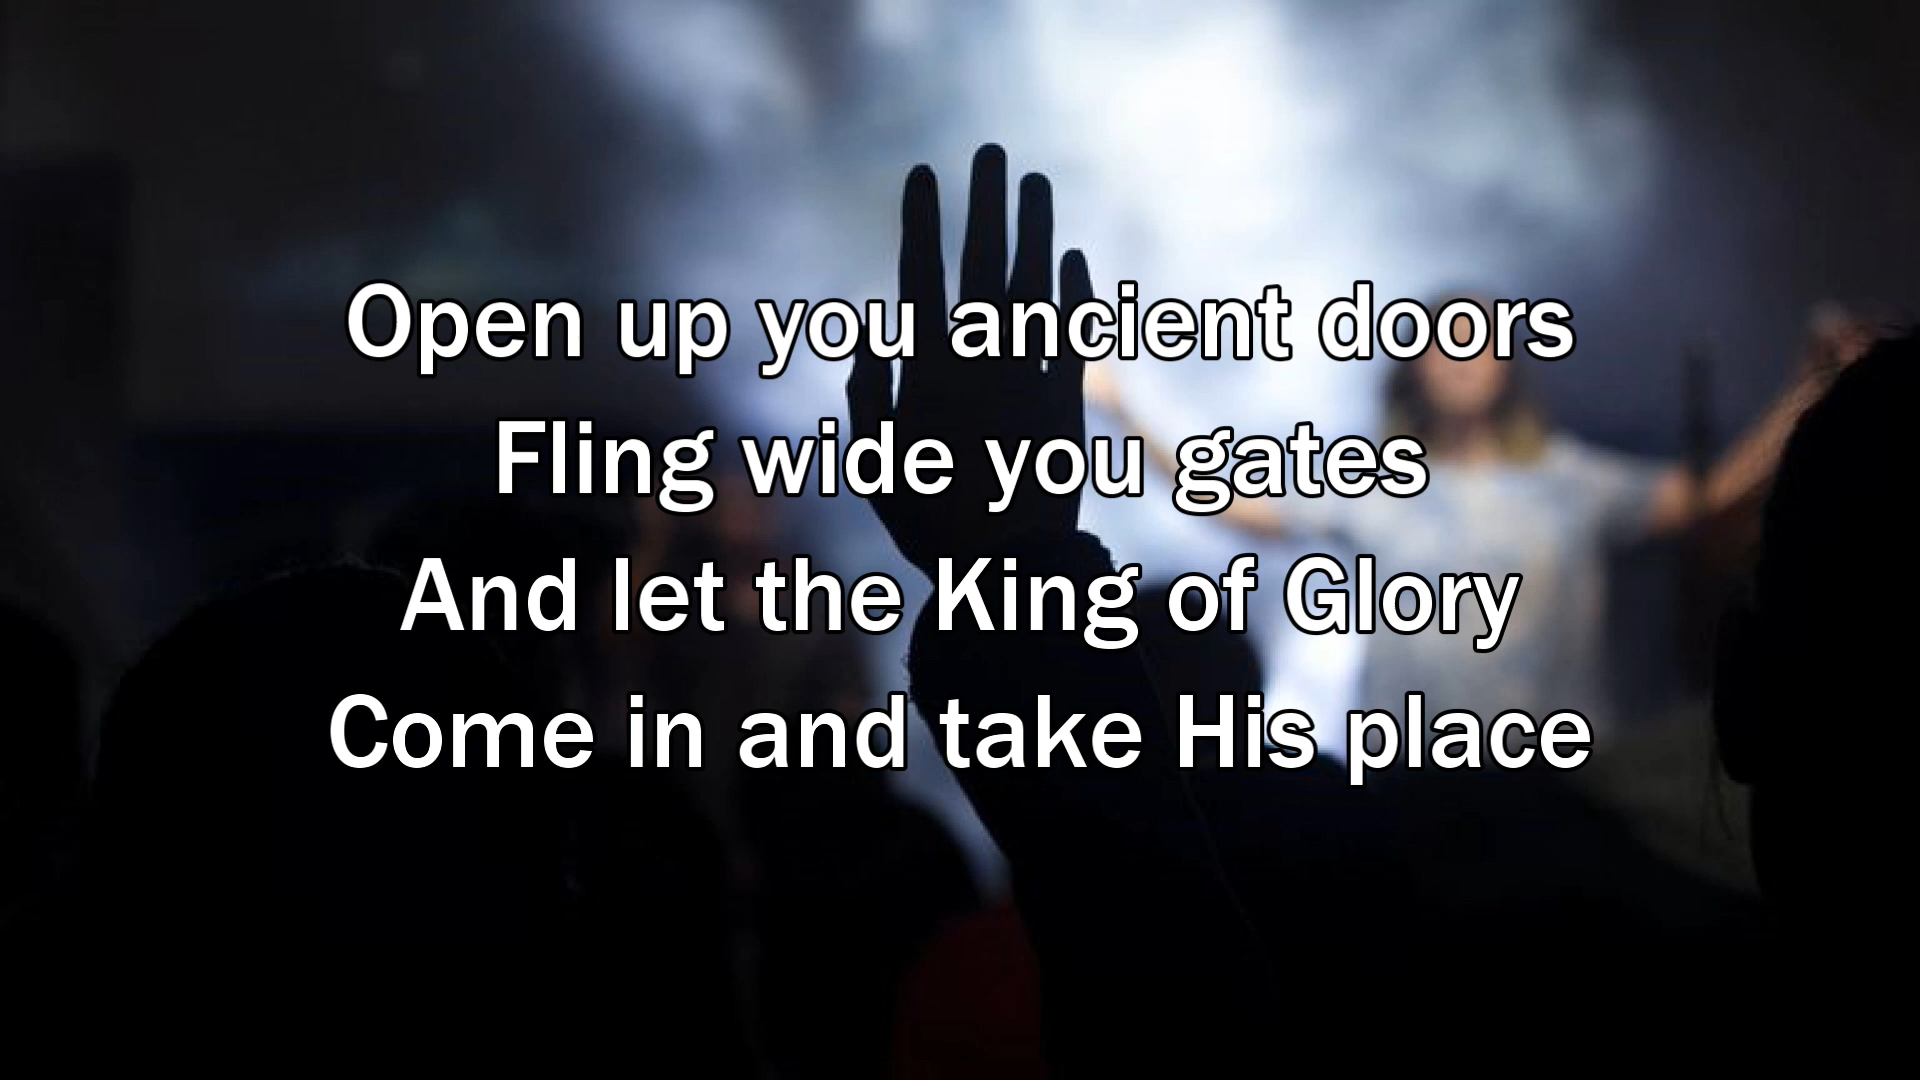 Open up you ancient doors
Fling wide you gates
And let the King of Glory
Come in and take His place